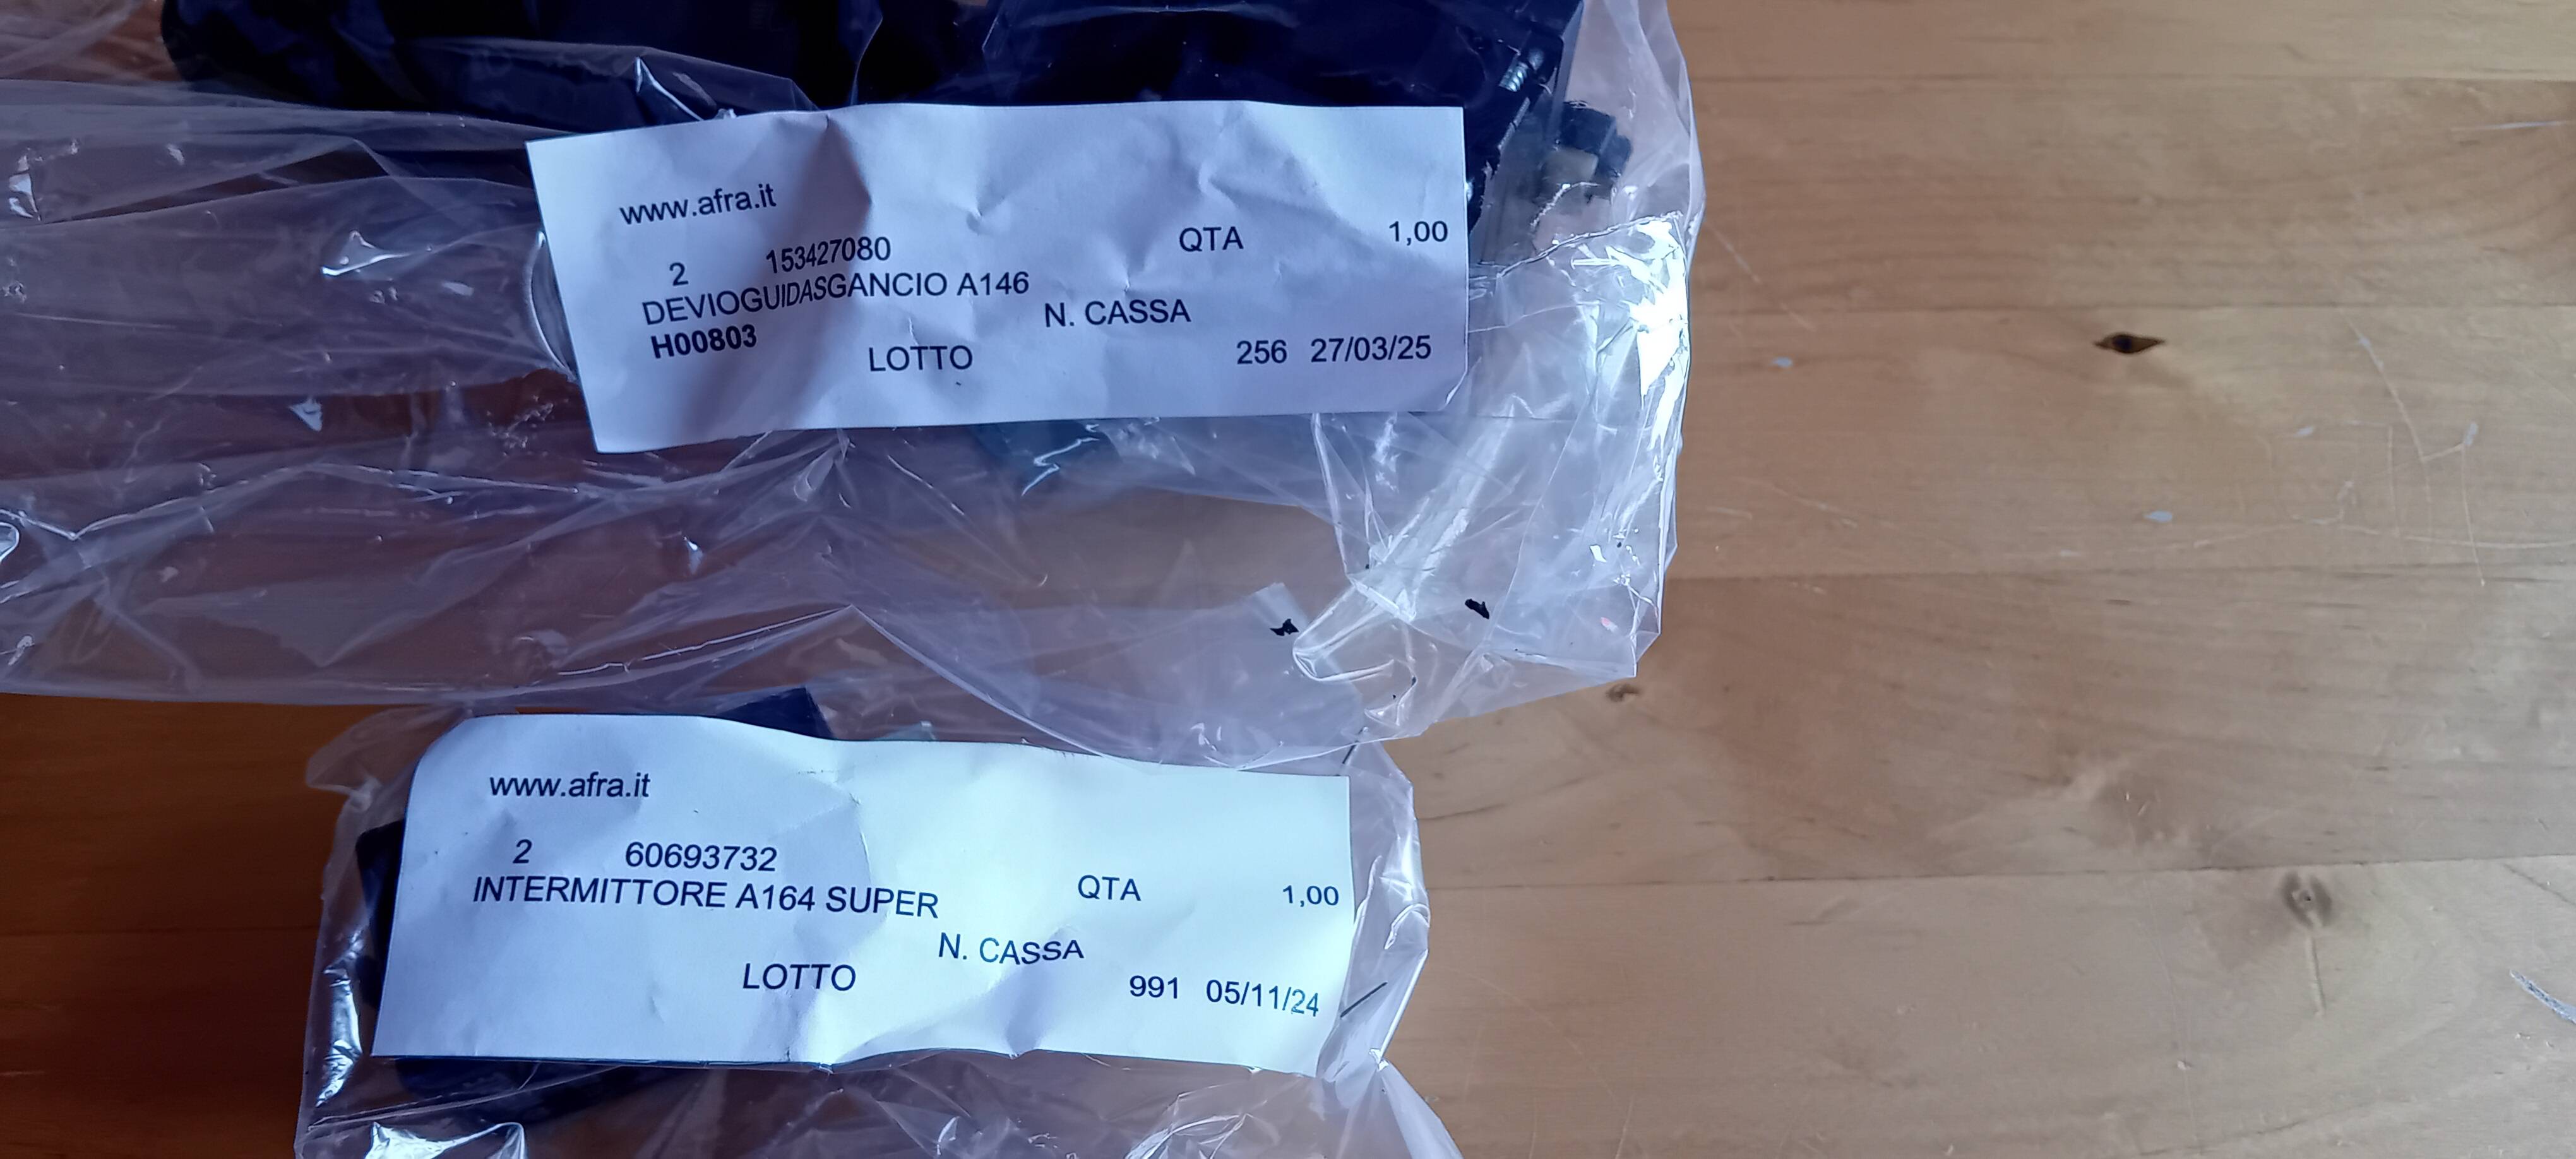 www.afra.it
2 153427080 QTA 1,00
DEVIOGUIDASGANCIO A146
H00803 N. CASSA
LOTTO 256 27/03/25
www.afra.it
2 60693732
INTERMITTORE A164 SUPER QTA 1,00
N. CASSA
LOTTO 991 05/11/24